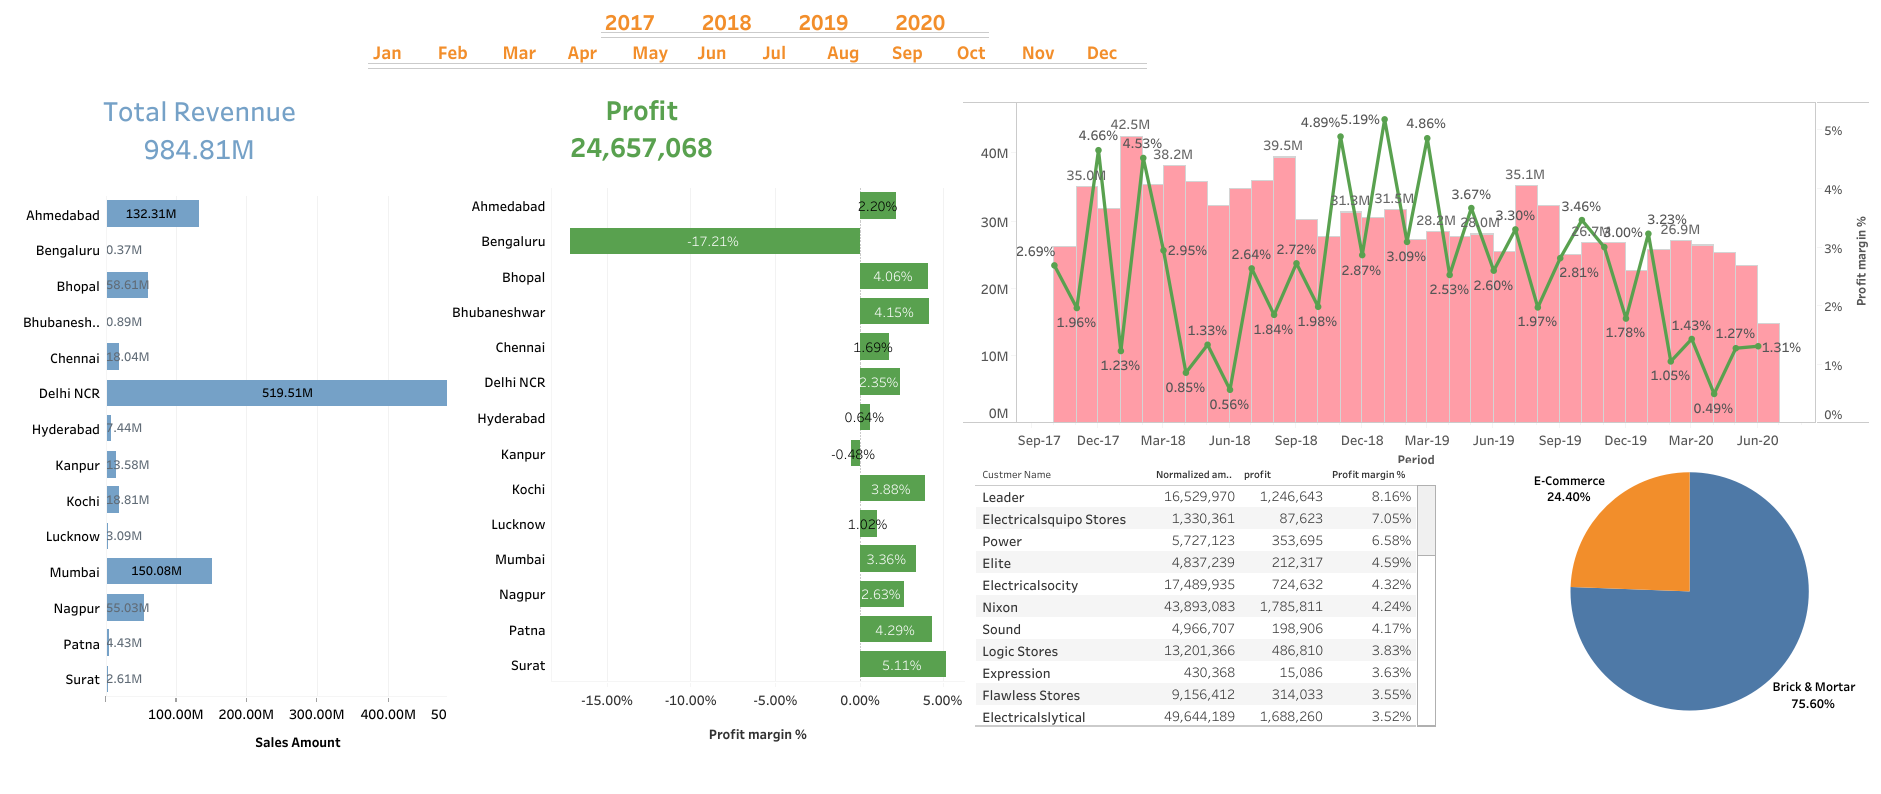 2017 2018 2019 2020
Jan Feb Mar Apr May Jun Jul Aug Sep Oct Nov Dec
Total Revennue
984.81M
Ahmedabad 132.31M
Bengaluru 0.37M
Bhopal 58.61M
Bhubanesh.. 0.89M
Chennai 18.04M
Delhi NCR 519.51M
Hyderabad 7.44M
Kanpur 13.58M
Kochi 18.81M
Lucknow 3.09M
Mumbai 150.08M
Nagpur 55.03M
Patna 4.43M
Surat 2.61M
100.00M 200.00M 300.00M 400.00M 50
Sales Amount
Profit
24,657,068
Ahmedabad 2.20%
Bengaluru -17.21%
Bhopal 4.06%
Bhubaneshwar 4.15%
Chennai 1.69%
Delhi NCR 2.35%
Hyderabad 0.64%
Kanpur -0.48%
Kochi 3.88%
Lucknow 1.02%
Mumbai 3.36%
Nagpur 2.63%
Patna 4.29%
Surat 5.11%
-15.00% -10.00% -5.00% 0.00% 5.00%
Profit margin %
40M
30M
20M
10M
0M
35.0M 42.5M 38.2M 39.5M 31.3M 31.5M 28.2M 28.0M 35.1M 26.7M 26.9M
2.69% 1.96% 4.66% 1.23% 4.53% 2.95% 0.85% 1.33% 0.56% 2.64% 1.84% 2.72% 1.98% 4.89% 2.87% 5.19% 3.09% 4.86% 2.53% 3.67% 2.60% 3.30% 1.97% 2.81% 3.46% 3.00% 1.78% 3.23% 1.05% 1.43% 0.49% 1.27% 1.31%
5%
4%
3%
2%
1%
0%
Profit margin %
Sep-17 Dec-17 Mar-18 Jun-18 Sep-18 Dec-18 Mar-19 Jun-19 Sep-19 Dec-19 Mar-20 Jun-20
Period
Custmer Name Normalized am.. profit Profit margin %
Leader 16,529,970 1,246,643 8.16%
Electricalsquipo Stores 1,330,361 87,623 7.05%
Power 5,727,123 353,695 6.58%
Elite 4,837,239 212,317 4.59%
Electricalsocity 17,489,935 724,632 4.32%
Nixon 43,893,083 1,785,811 4.24%
Sound 4,966,707 198,906 4.17%
Logic Stores 13,201,366 486,810 3.83%
Expression 430,368 15,086 3.63%
Flawless Stores 9,156,412 314,033 3.55%
Electricalslytical 49,644,189 1,688,260 3.52%
E-Commerce
24.40%
Brick & Mortar
75.60%